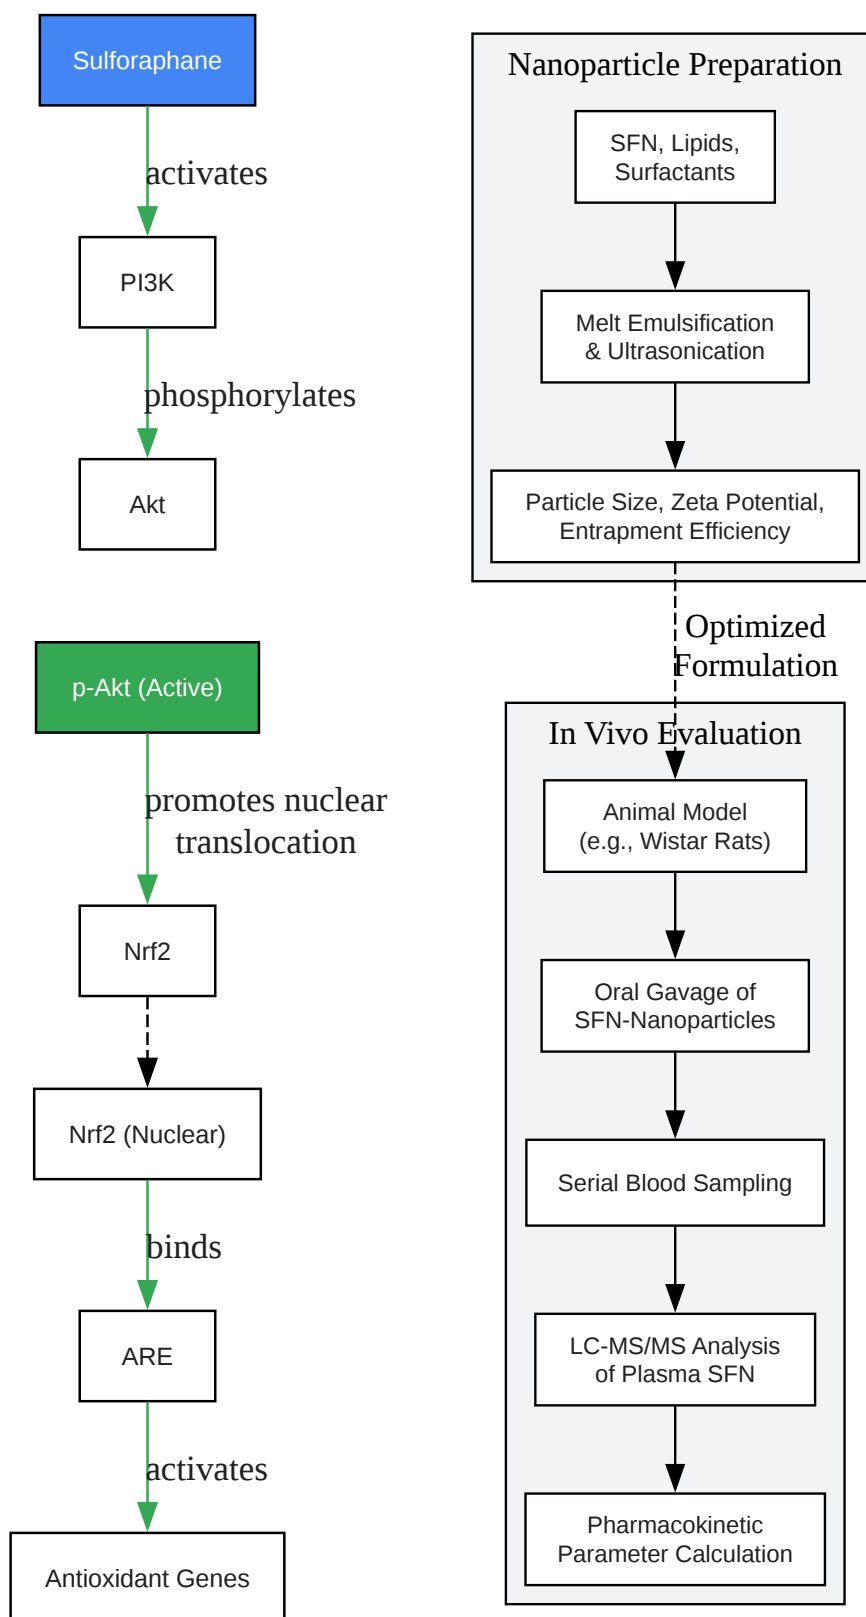 Sulforaphane
activates
PI3K
phosphorylates
Akt
p-Akt (Active)
promotes nuclear
translocation
Nrf2
Nrf2 (Nuclear)
binds
ARE
activates
Antioxidant Genes
Nanoparticle Preparation
SFN, Lipids,
Surfactants
Melt Emulsification
& Ultrasonication
Particle Size, Zeta Potential,
Entrapment Efficiency
Optimized
Formulation
In Vivo Evaluation
Animal Model
(e.g., Wistar Rats)
Oral Gavage of
SFN-Nanoparticles
Serial Blood Sampling
LC-MS/MS Analysis
of Plasma SFN
Pharmacokinetic
Parameter Calculation